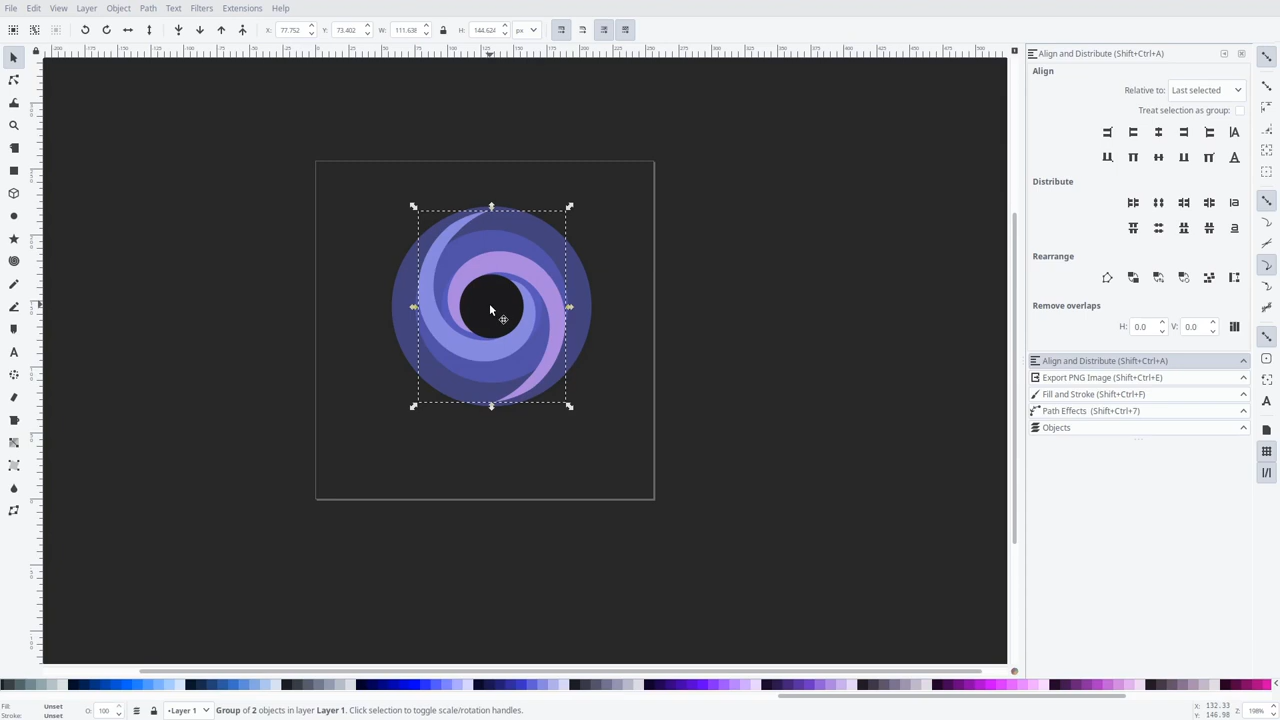 File Edit View Layer Object Path Text Filters Extensions Help
X: 77.752 Y: 73.402 W: 111.638 H: 144.624 px
Align and Distribute (Shift+Ctrl+A)
Align
Relative to: Last selected
Treat selection as group:
Distribute
Rearrange
Remove overlaps
H: 0.0 V: 0.0
Align and Distribute (Shift+Ctrl+A)
Export PNG Image (Shift+Ctrl+E)
Fill and Stroke (Shift+Ctrl+F)
Path Effects (Shift+Ctrl+7)
Objects
Fill: Unset
Stroke: Unset
O: 100
•Layer 1
Group of 2 objects in layer Layer 1. Click selection to toggle scale/rotation handles.
X: 132.33
Y: 146.98
Z: 198%